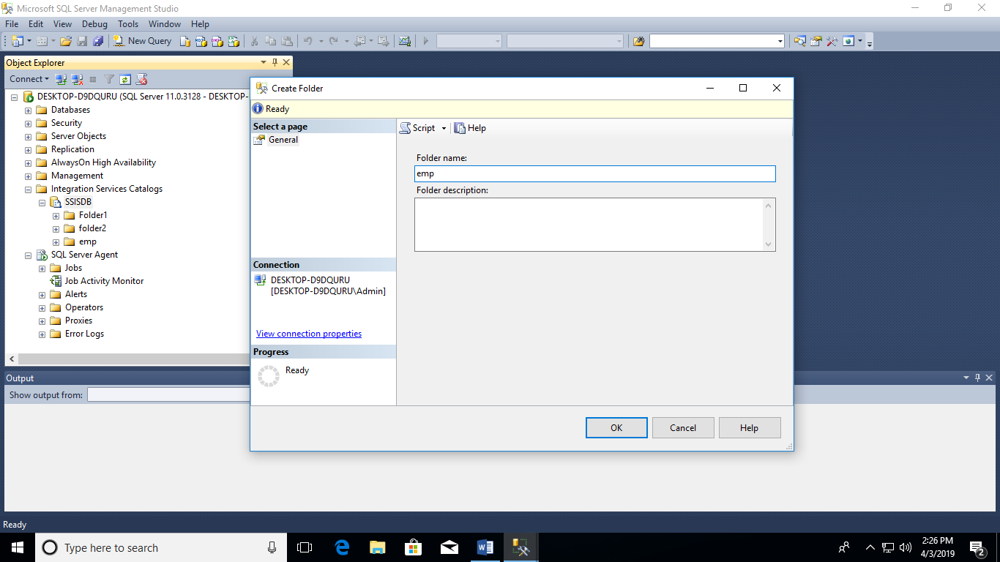 Microsoft SQL Server Management Studio
File Edit View Debug Tools Window Help
New Query
Object Explorer
Connect
DESKTOP-D9DQURU (SQL Server 11.0.3128 - DESKTOP-
Databases
Security
Server Objects
Replication
AlwaysOn High Availability
Management
Integration Services Catalogs
SSISDB
Folder1
folder2
emp
SQL Server Agent
Jobs
Job Activity Monitor
Alerts
Operators
Proxies
Error Logs
Create Folder
Ready
Select a page
General
Script Help
Folder name:
emp
Folder description:
Connection
DESKTOP-D9DQURU
[DESKTOP-D9DQURU\Admin]
View connection properties
Progress
Ready
OK Cancel Help
Output
Show output from:
Ready
Type here to search
2:26 PM
4/3/2019
2